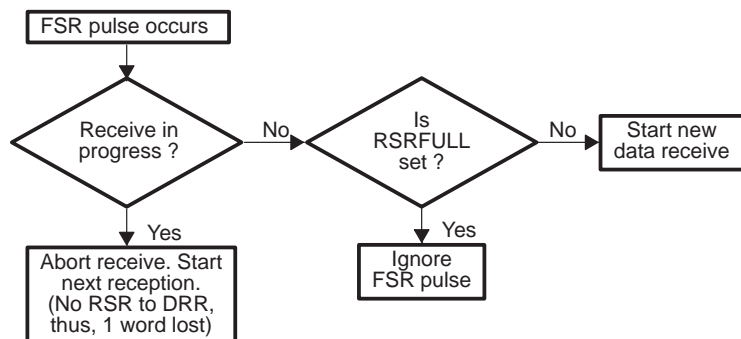 FSR pulse occurs
Receive in
progress ?
No
Is
RSRFULL
set ?
No
Start new
data receive
Yes
Abort receive. Start
next reception.
(No RSR to DRR,
thus, 1 word lost)
Yes
Ignore
FSR pulse